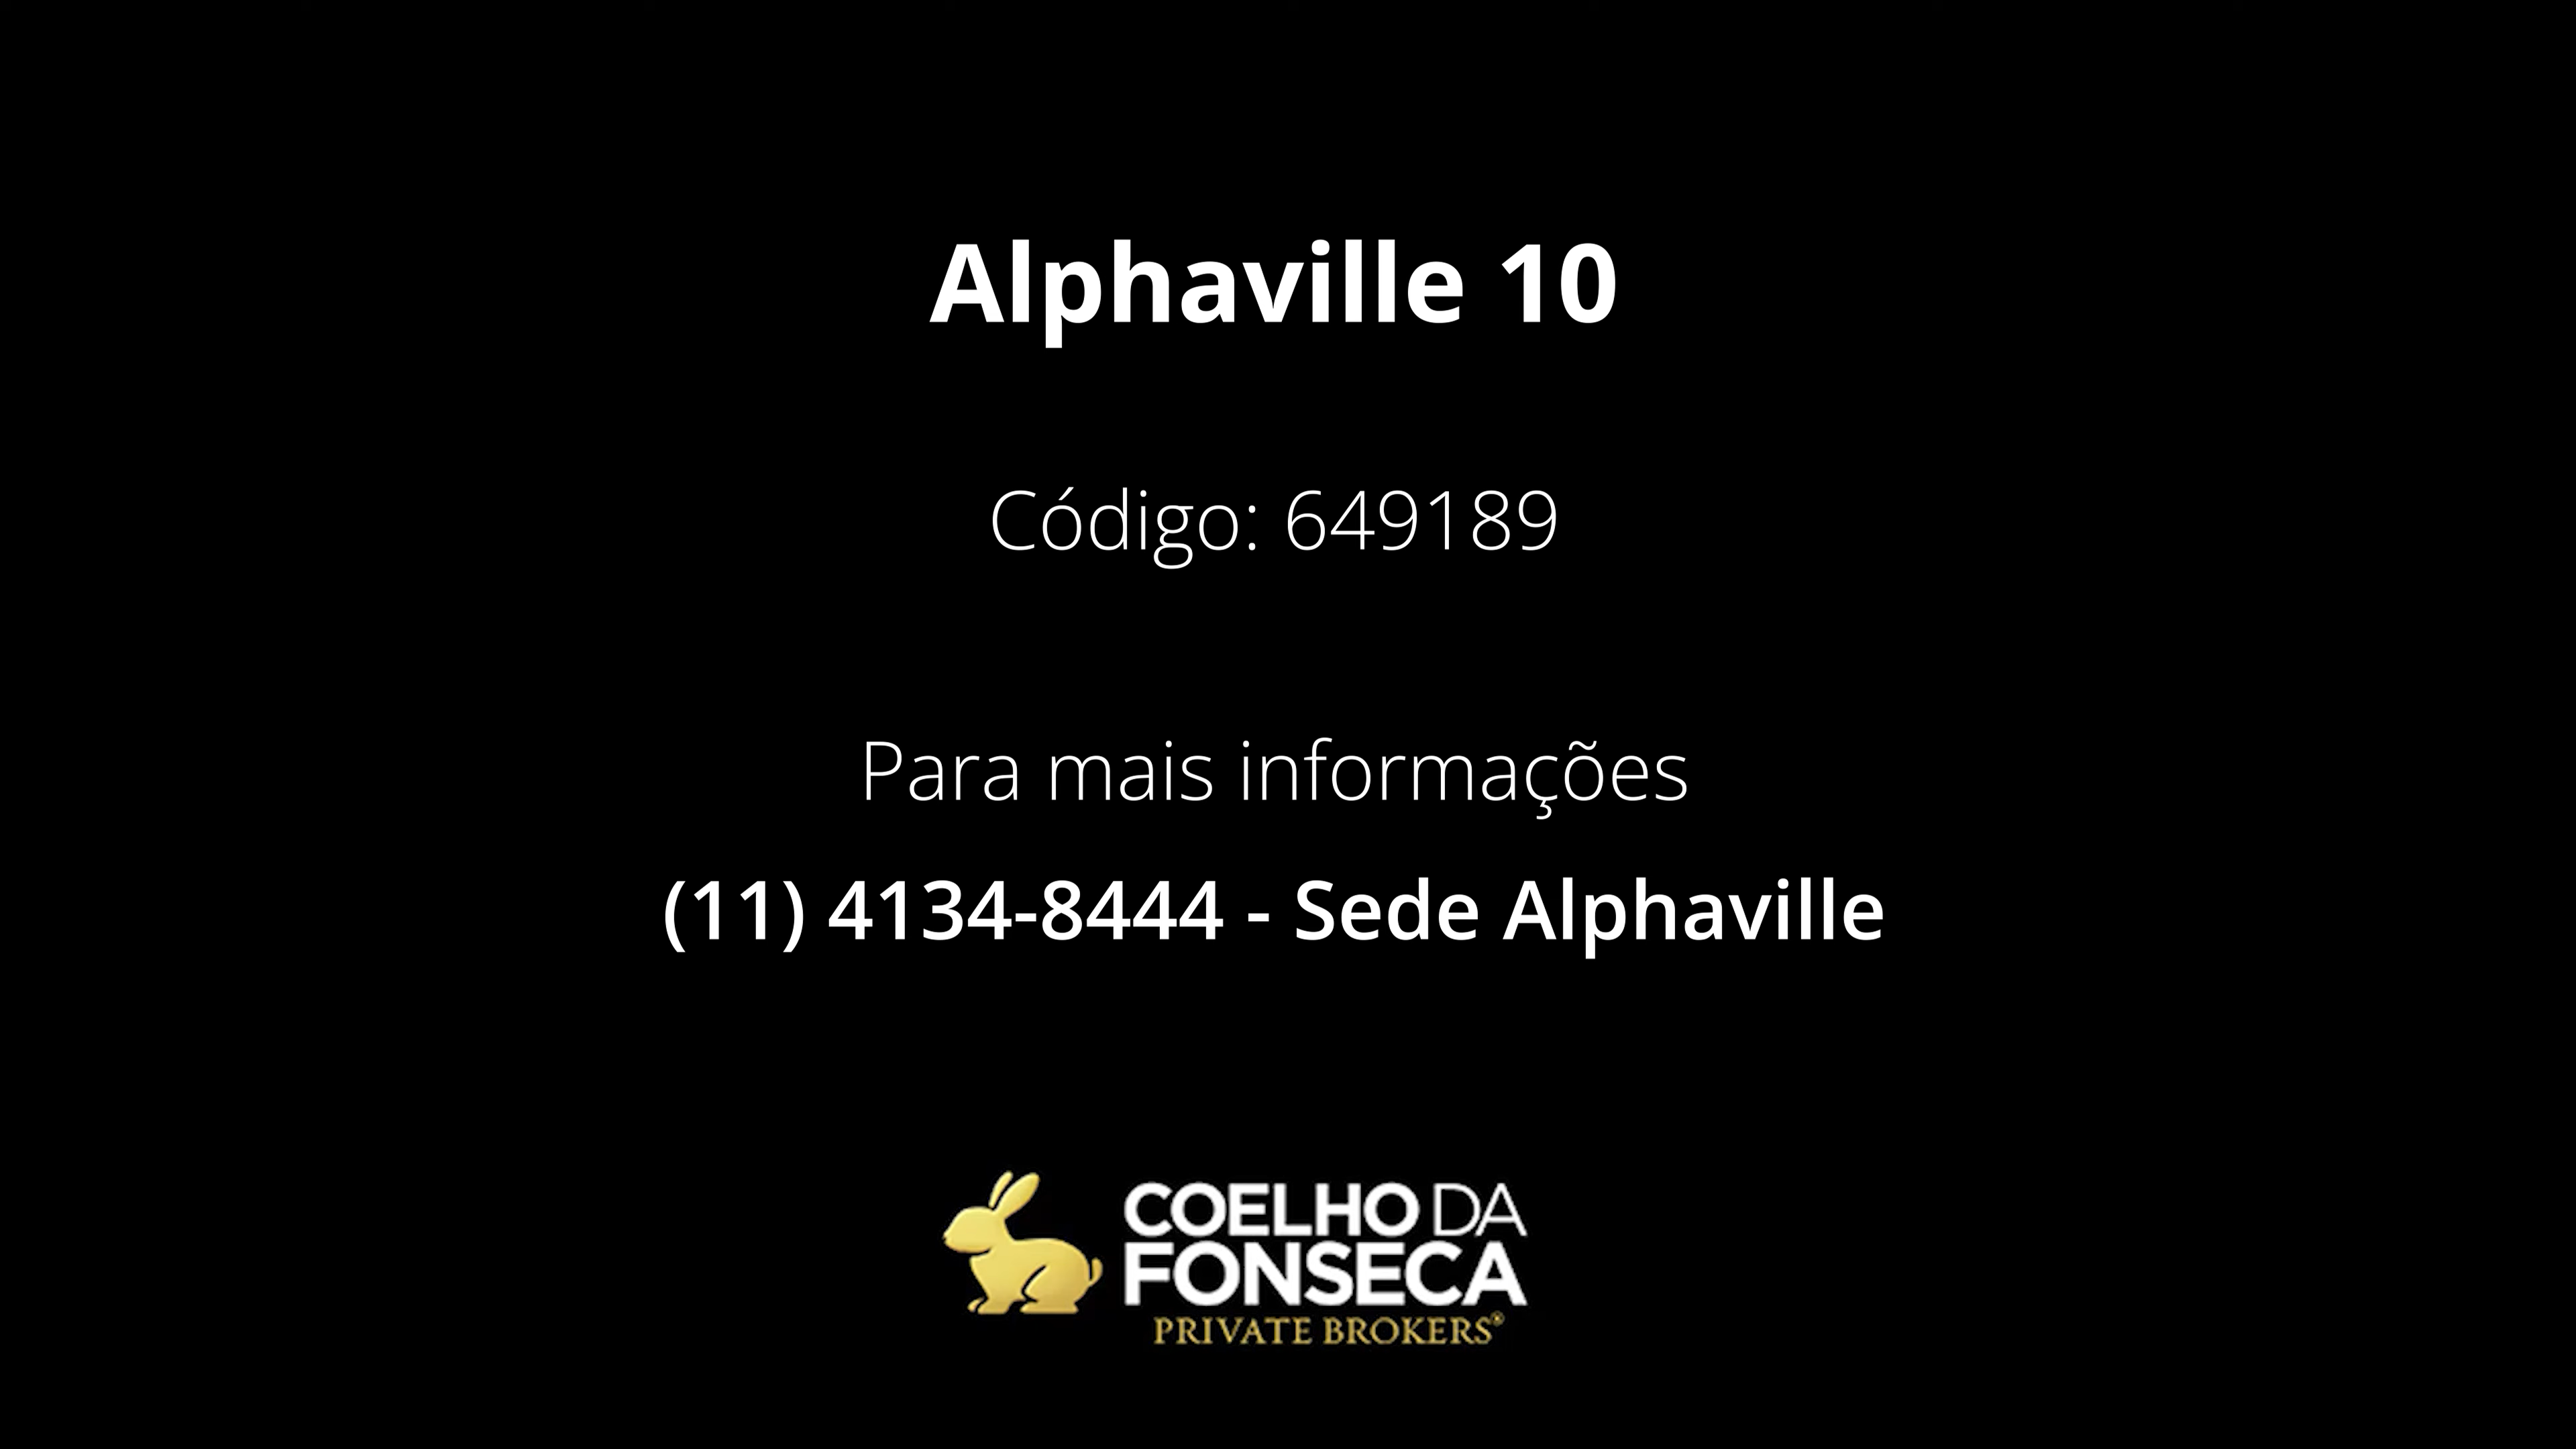 Alphaville 10
Código: 649189
Para mais informações
(11) 4134-8444 - Sede Alphaville
COELHO DA
FONSECA
PRIVATE BROKERS®